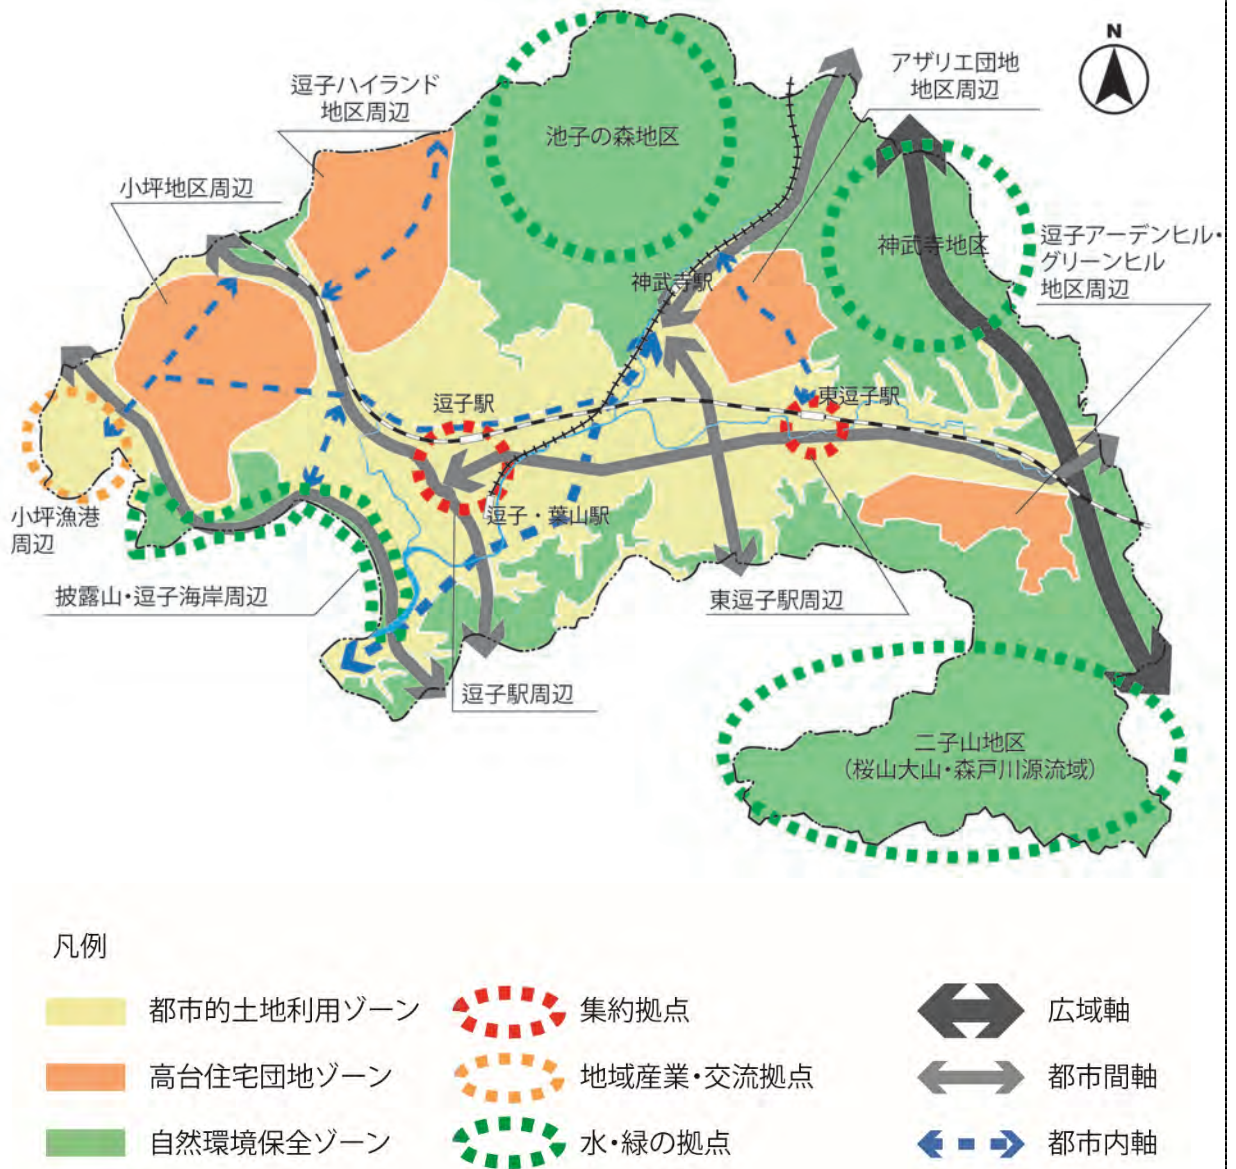 N
アザリエ団地
地区周辺
逗子ハイランド
地区周辺
池子の森地区
小坪地区周辺
神武寺地区
逗子アーデンヒル・
グリーンヒル
地区周辺
神武寺駅
逗子駅
東逗子駅
小坪漁港
周辺
逗子・葉山駅
披露山・逗子海岸周辺
東逗子駅周辺
逗子駅周辺
二子山地区
（桜山大山・森戸川源流域）
凡例
都市的土地利用ゾーン
集約拠点
広域軸
高台住宅団地ゾーン
地域産業・交流拠点
都市間軸
自然環境保全ゾーン
水・緑の拠点
都市内軸